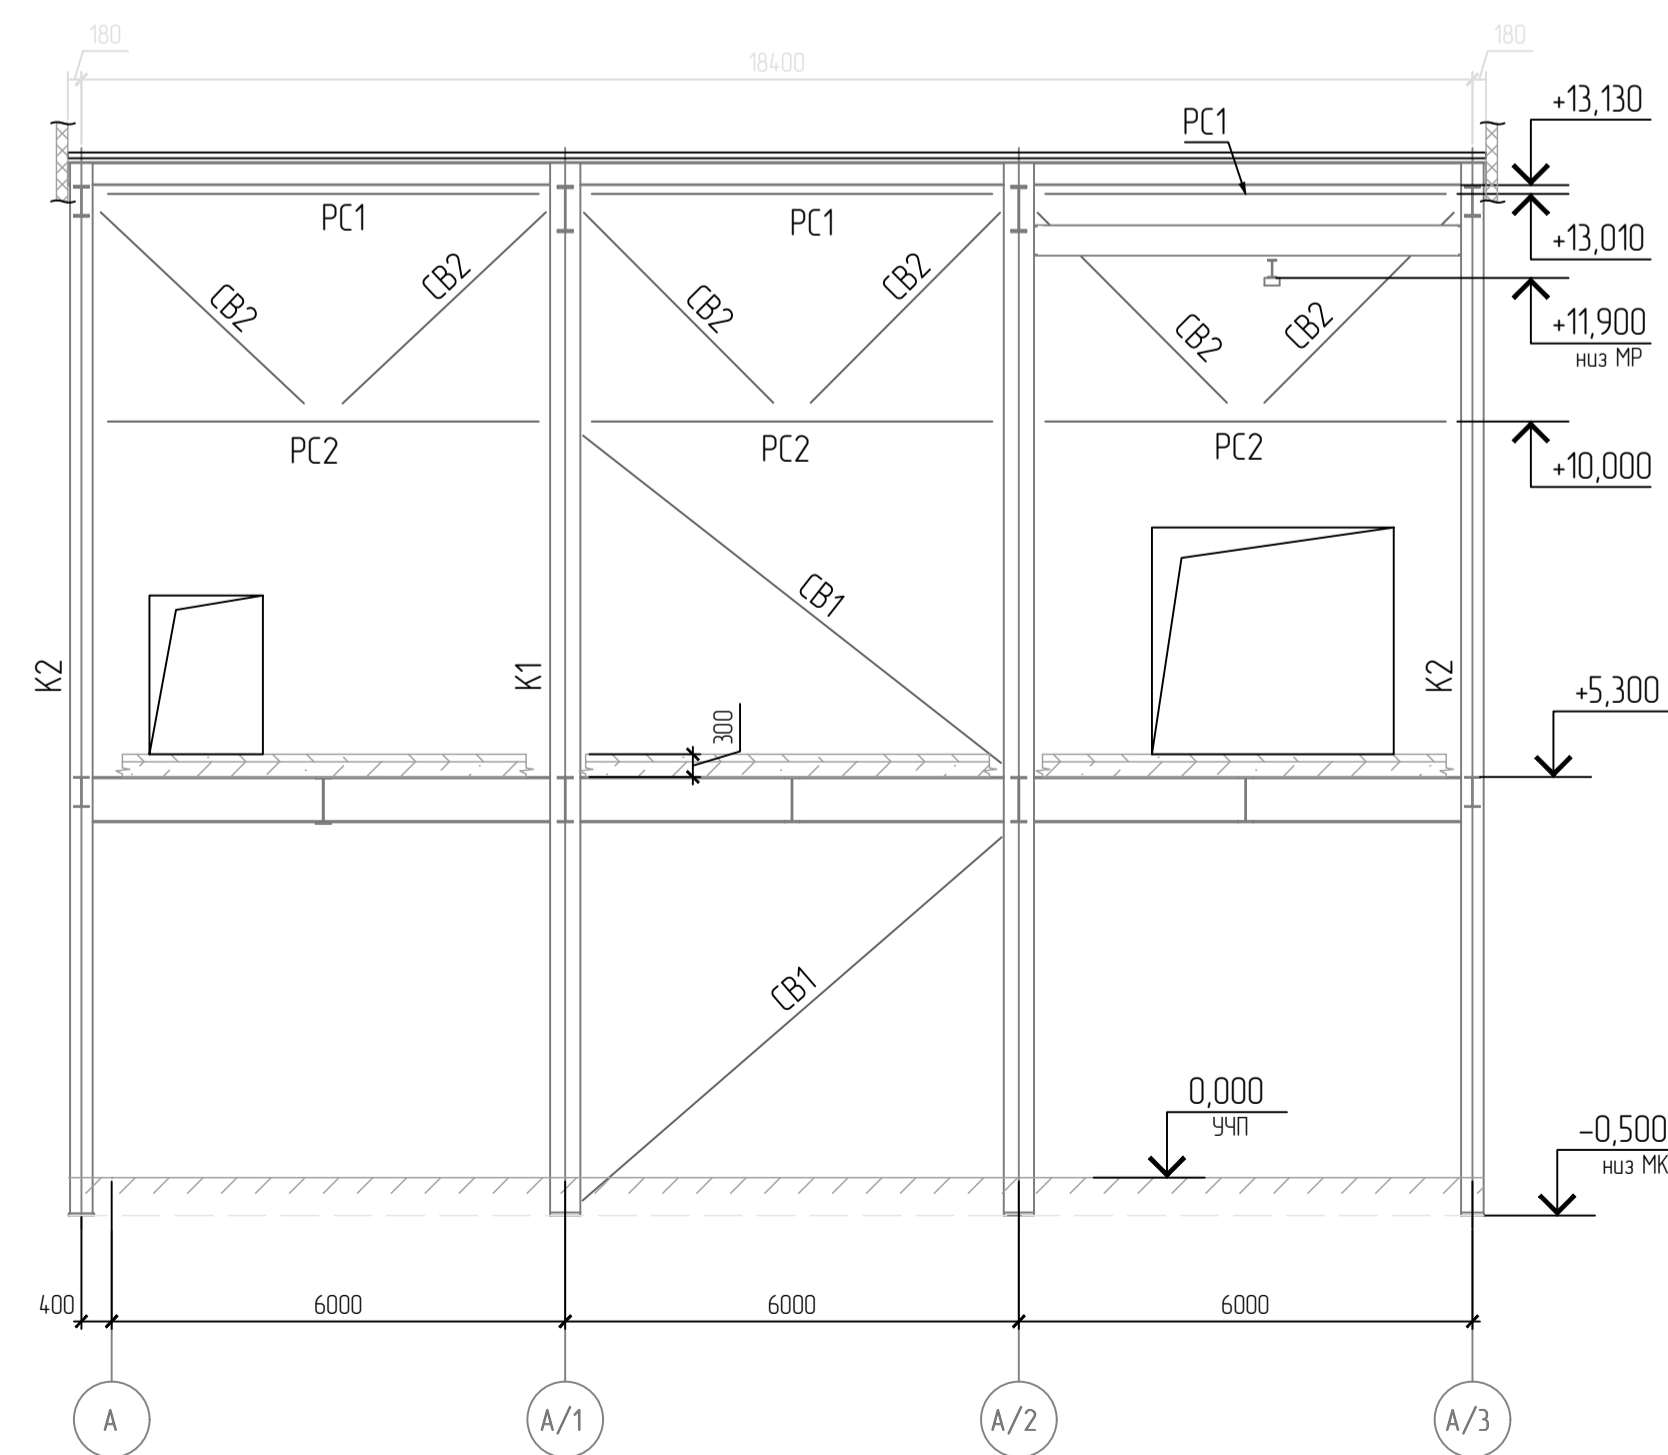 180
180
18400
+13,130
РС1
РС1
РС1
+13,010
СВ2
СВ2
СВ2
СВ2
СВ2
СВ2
+11,900
низ МР
РС2
РС2
РС2
+10,000
СВ1
К2
К1
К2
+5,300
300
СВ1
0,000
УЧП
-0,500
низ МК
400
6000
6000
6000
А
А/1
А/2
А/3